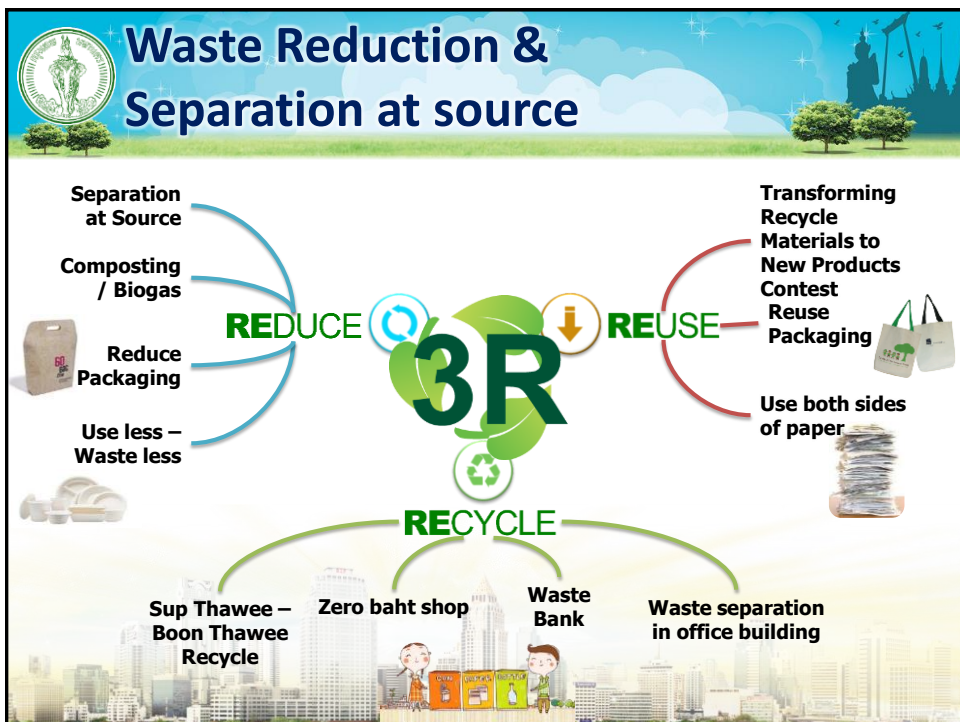 Waste Reduction &
Separation at source
Separation
at Source
Composting
/ Biogas
REDUCE
Reduce
Packaging
Use less –
Waste less
3R
Transforming
Recycle
Materials to
New Products
Contest
REUSE
Reuse
Packaging
Use both sides
of paper
RECYCLE
Sup Thawee –
Boon Thawee
Recycle
Zero baht shop
Waste
Bank
Waste separation
in office building